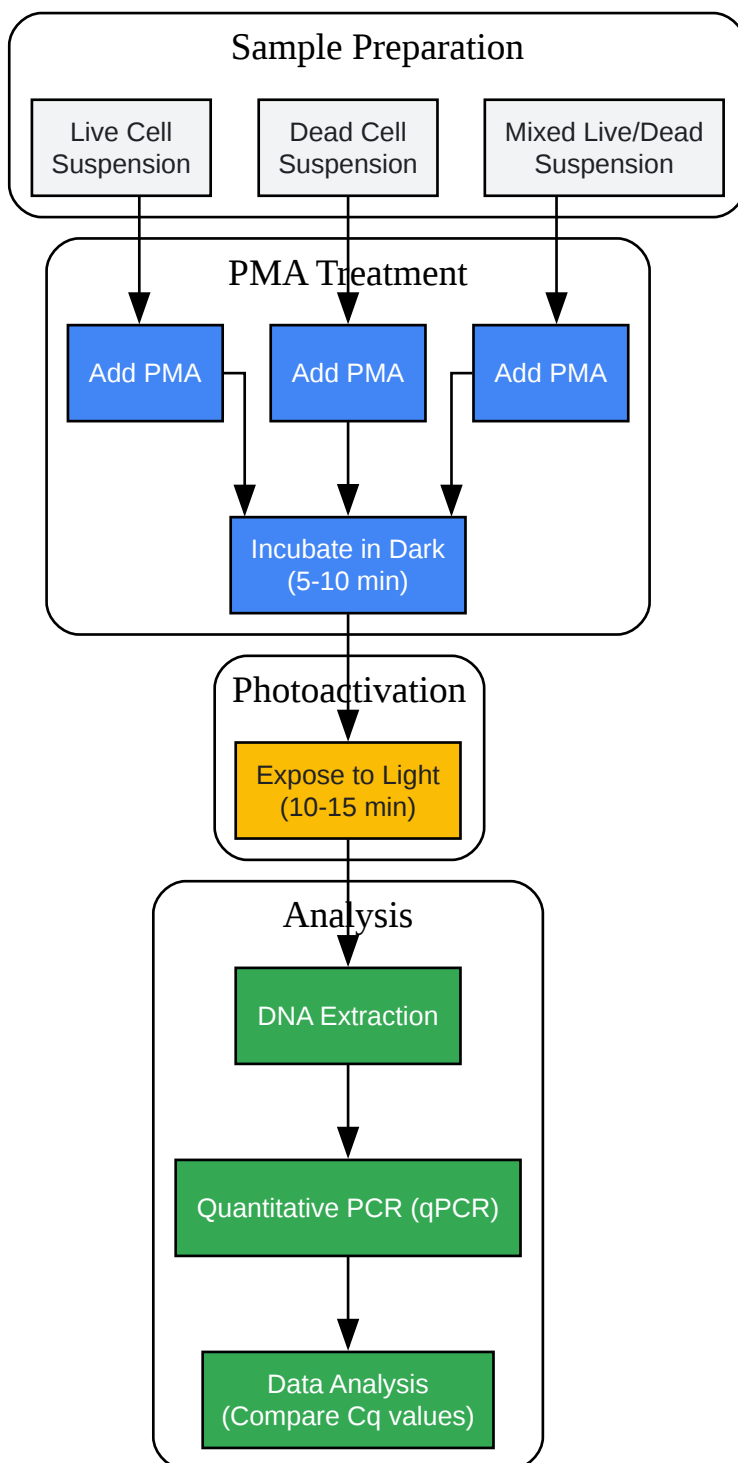 Sample Preparation
Live Cell
Suspension
Dead Cell
Suspension
Mixed Live/Dead
Suspension
PMA Treatment
Add PMA
Add PMA
Add PMA
Incubate in Dark
(5-10 min)
Photoactivation
Expose to Light
(10-15 min)
Analysis
DNA Extraction
Quantitative PCR (qPCR)
Data Analysis
(Compare Cq values)